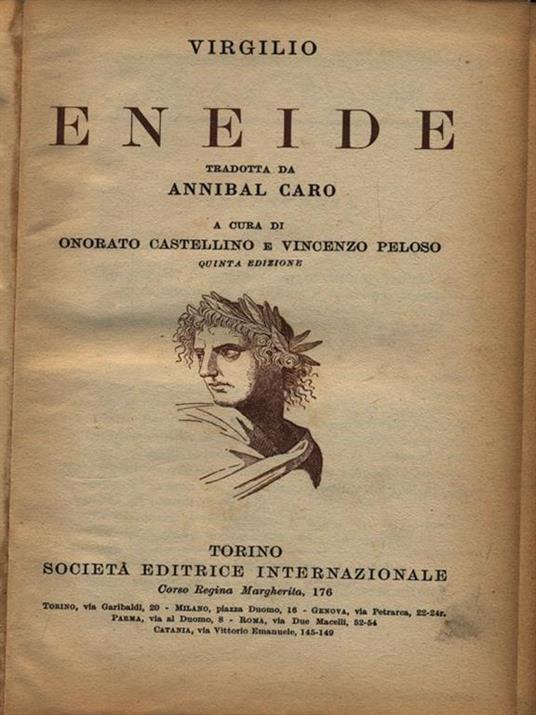 VIRGILIO
ENEIDE
TRADOTTA DA
ANNIBAL CARO
A CURA DI
ONORATO CASTELLINO E VINCENZO PELOSO
QUINTA EDIZIONE
TORINO
SOCIETÀ EDITRICE INTERNAZIONALE
Corso Regina Margherita, 176
TORINO, via Garibaldi, 20 - MILANO, piazza Duomo, 16 - GENOVA, via Petrarca, 22-24r.
PARMA, via al Duomo, 8 - ROMA, via Due Macelli, 52-54
CATANIA, via Vittorio Emanuele, 145-149